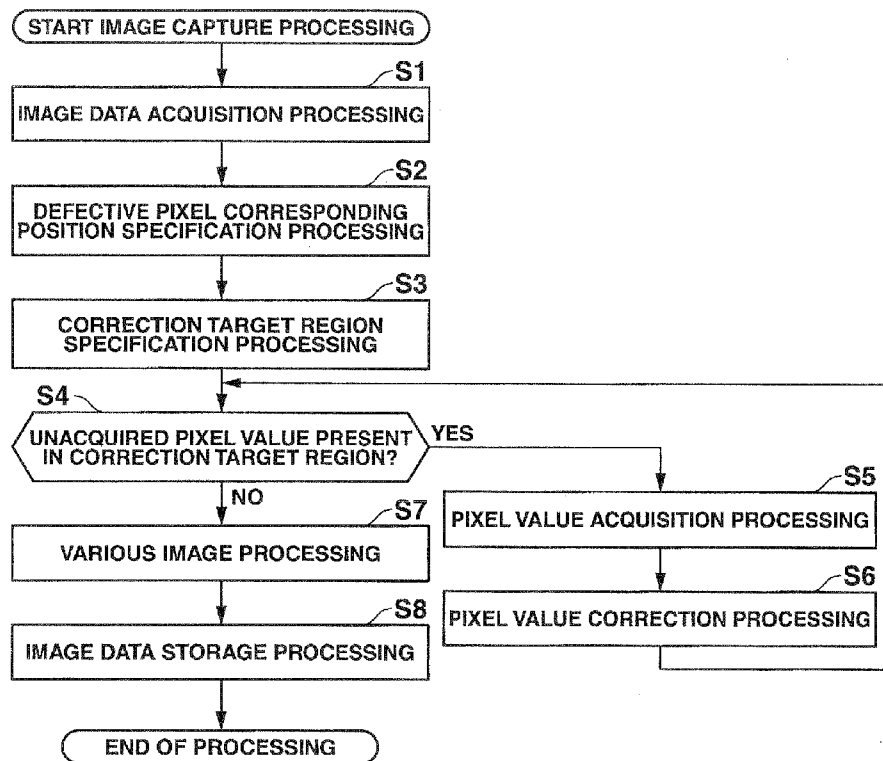 START IMAGE CAPTURE PROCESSING
S1
IMAGE DATA ACQUISITION PROCESSING
S2
DEFECTIVE PIXEL CORRESPONDING
POSITION SPECIFICATION PROCESSING
S3
CORRECTION TARGET REGION
SPECIFICATION PROCESSING
S4
UNACQUIRED PIXEL VALUE PRESENT
IN CORRECTION TARGET REGION?
YES
NO
S5
PIXEL VALUE ACQUISITION PROCESSING
S6
PIXEL VALUE CORRECTION PROCESSING
S7
VARIOUS IMAGE PROCESSING
S8
IMAGE DATA STORAGE PROCESSING
END OF PROCESSING